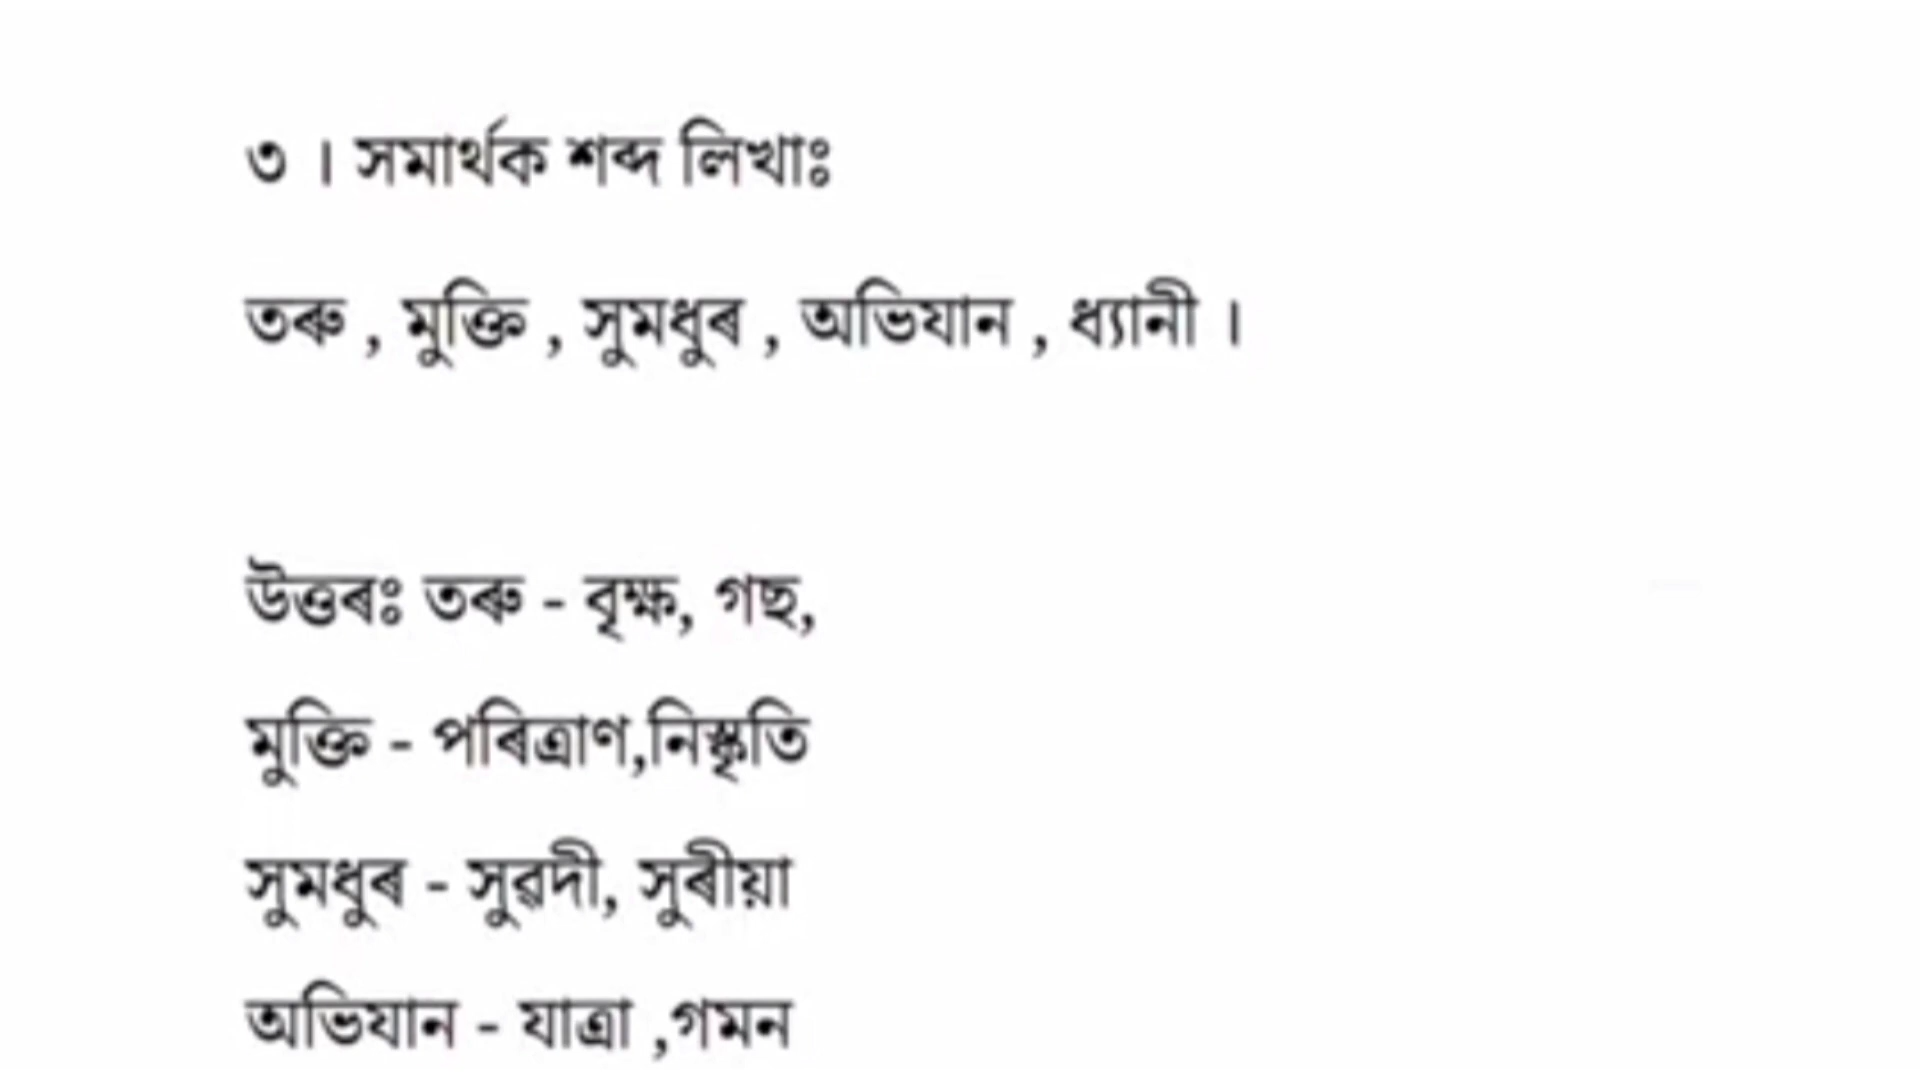 ৩ । সমাৰ্থক শব্দ লিখাঃ
তৰু , মুক্তি , সুমধুৰ , অভিযান , ধ্যানী ।
উত্তৰঃ তৰু - বৃক্ষ, গছ,
মুক্তি - পৰিত্ৰাণ,নিস্কৃতি
সুমধুৰ - সুৱদী, সুৰীয়া
অভিযান - যাত্ৰা ,গমন